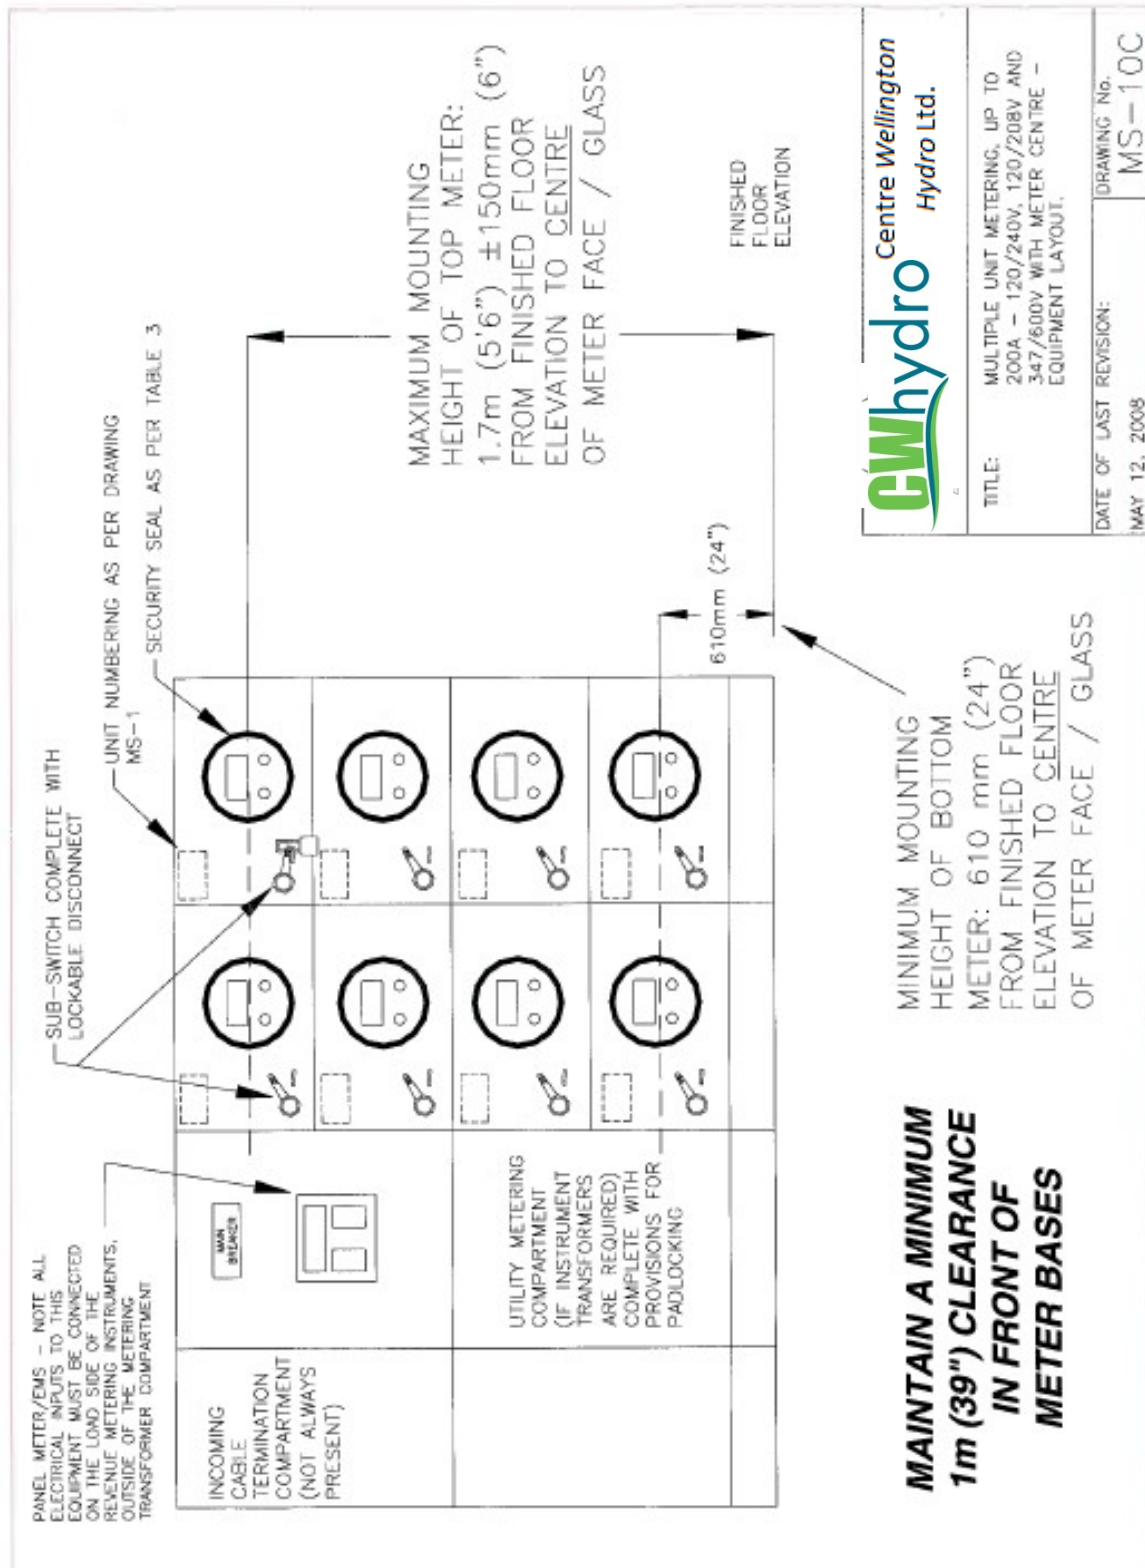 PANEL METER/EMS – NOTE ALL
ELECTRICAL INPUTS TO THIS
EQUIPMENT MUST BE CONNECTED
ON THE LOAD SIDE OF THE
REVENUE METERING INSTRUMENTS,
OUTSIDE OF THE METERING
TRANSFORMER COMPARTMENT
SUB-SWITCH COMPLETE WITH
LOCKABLE DISCONNECT
UNIT NUMBERING AS PER DRAWING
MS-1
SECURITY SEAL AS PER TABLE 3
INCOMING
CABLE
TERMINATION
COMPARTMENT
(NOT ALWAYS
PRESENT)
MAIN
BREAKER
UTILITY METERING
COMPARTMENT
(IF INSTRUMENT
TRANSFORMERS
ARE REQUIRED)
COMPLETE WITH
PROVISIONS FOR
PADLOCKING
MAXIMUM MOUNTING
HEIGHT OF TOP METER:
1.7m (5'6") ±150mm (6")
FROM FINISHED FLOOR
ELEVATION TO CENTRE
OF METER FACE / GLASS
610mm (24")
FINISHED
FLOOR
ELEVATION
MAINTAIN A MINIMUM
1m (39") CLEARANCE
IN FRONT OF
METER BASES
MINIMUM MOUNTING
HEIGHT OF BOTTOM
METER: 610 mm (24")
FROM FINISHED FLOOR
ELEVATION TO CENTRE
OF METER FACE / GLASS
CWhydro Centre Wellington
Hydro Ltd.
TITLE: MULTIPLE UNIT METERING, UP TO
200A – 120/240V, 120/208V AND
347/600V WITH METER CENTRE –
EQUIPMENT LAYOUT.
DATE OF LAST REVISION:
MAY 12, 2008
DRAWING No.
MS-10C